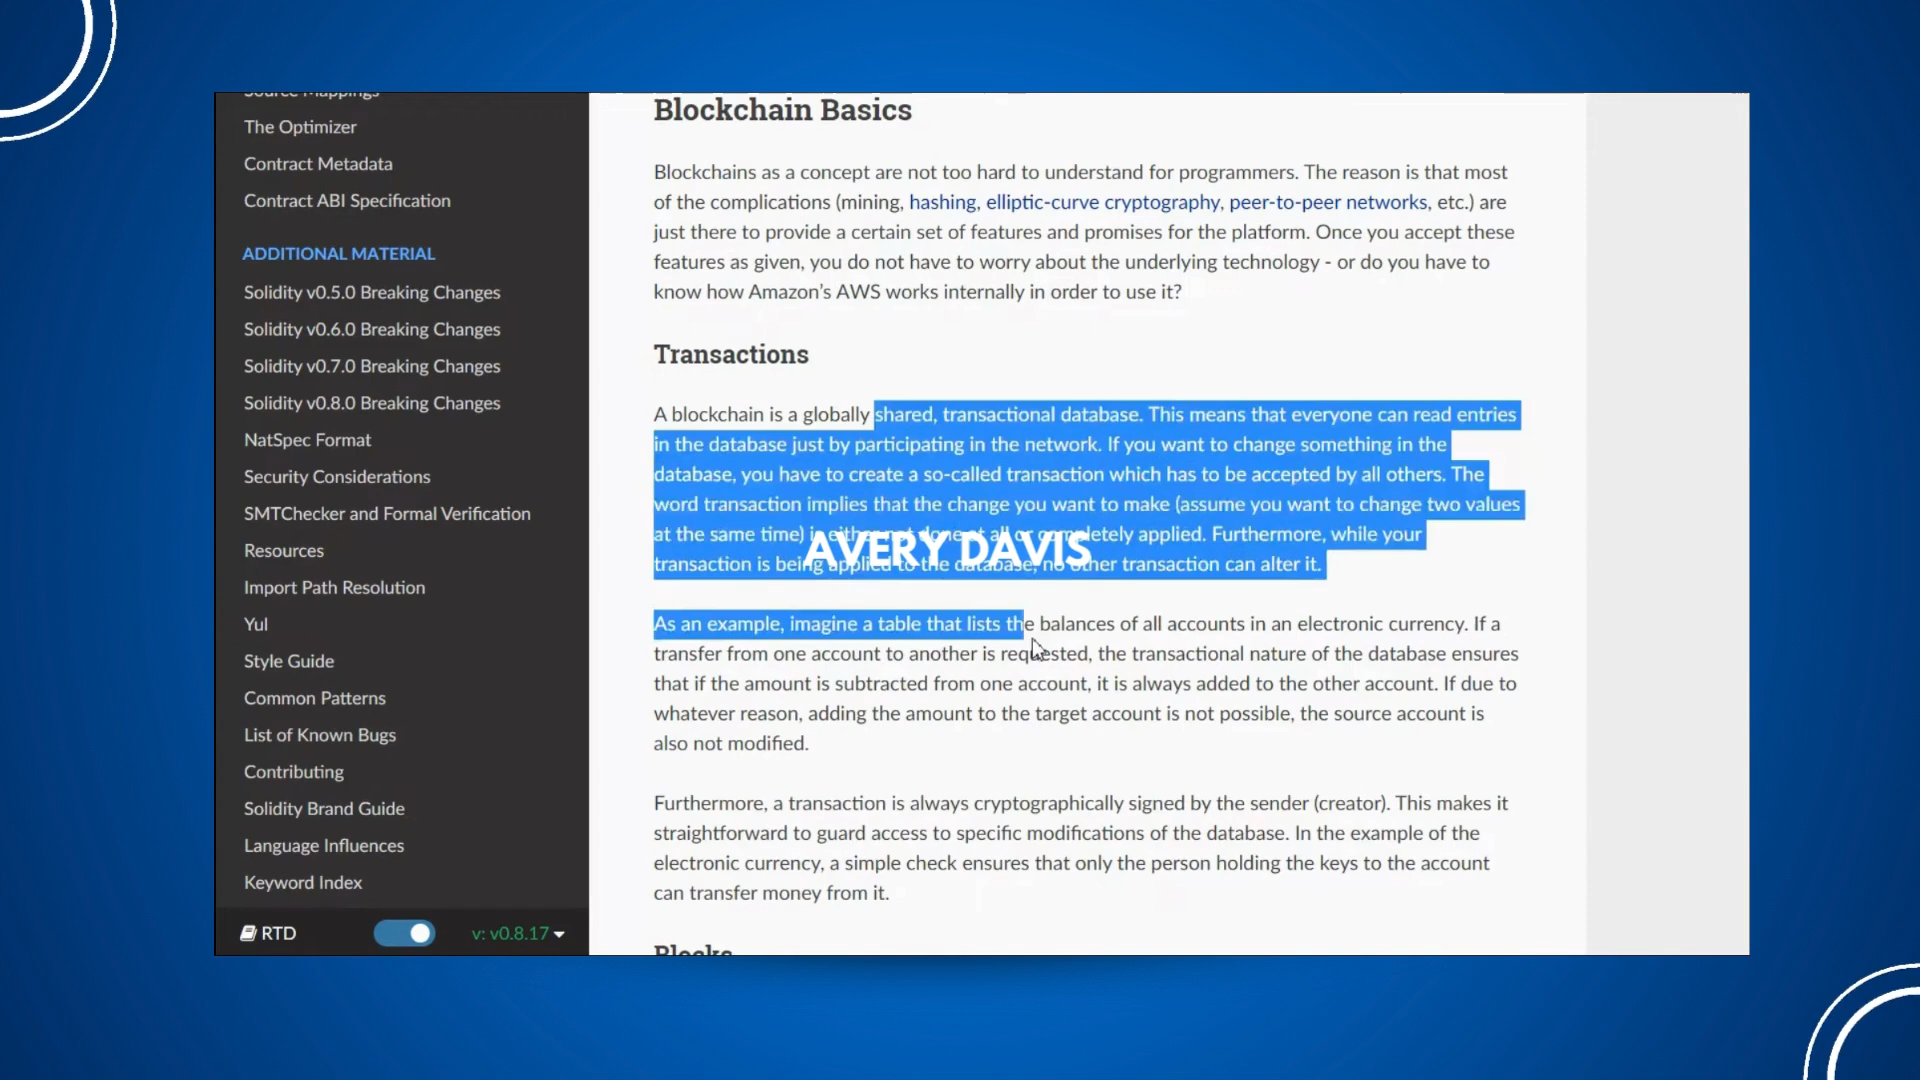 Source Mappings
The Optimizer
Contract Metadata
Contract ABI Specification
ADDITIONAL MATERIAL
Solidity v0.5.0 Breaking Changes
Solidity v0.6.0 Breaking Changes
Solidity v0.7.0 Breaking Changes
Solidity v0.8.0 Breaking Changes
NatSpec Format
Security Considerations
SMTChecker and Formal Verification
Resources
Import Path Resolution
Yul
Style Guide
Common Patterns
List of Known Bugs
Contributing
Solidity Brand Guide
Language Influences
Keyword Index
RTD
v: v0.8.17
Blockchain Basics
Blockchains as a concept are not too hard to understand for programmers. The reason is that most
of the complications (mining, hashing, elliptic-curve cryptography, peer-to-peer networks, etc.) are
just there to provide a certain set of features and promises for the platform. Once you accept these
features as given, you do not have to worry about the underlying technology - or do you have to
know how Amazon’s AWS works internally in order to use it?
Transactions
A blockchain is a globally shared, transactional database. This means that everyone can read entries
in the database just by participating in the network. If you want to change something in the
database, you have to create a so-called transaction which has to be accepted by all others. The
word transaction implies that the change you want to make (assume you want to change two values
at the same time) is either not done at all or completely applied. Furthermore, while your
transaction is being applied to the database, no other transaction can alter it.
AVERY DAVIS
As an example, imagine a table that lists the balances of all accounts in an electronic currency. If a
transfer from one account to another is requested, the transactional nature of the database ensures
that if the amount is subtracted from one account, it is always added to the other account. If due to
whatever reason, adding the amount to the target account is not possible, the source account is
also not modified.
Furthermore, a transaction is always cryptographically signed by the sender (creator). This makes it
straightforward to guard access to specific modifications of the database. In the example of the
electronic currency, a simple check ensures that only the person holding the keys to the account
can transfer money from it.
Blocks